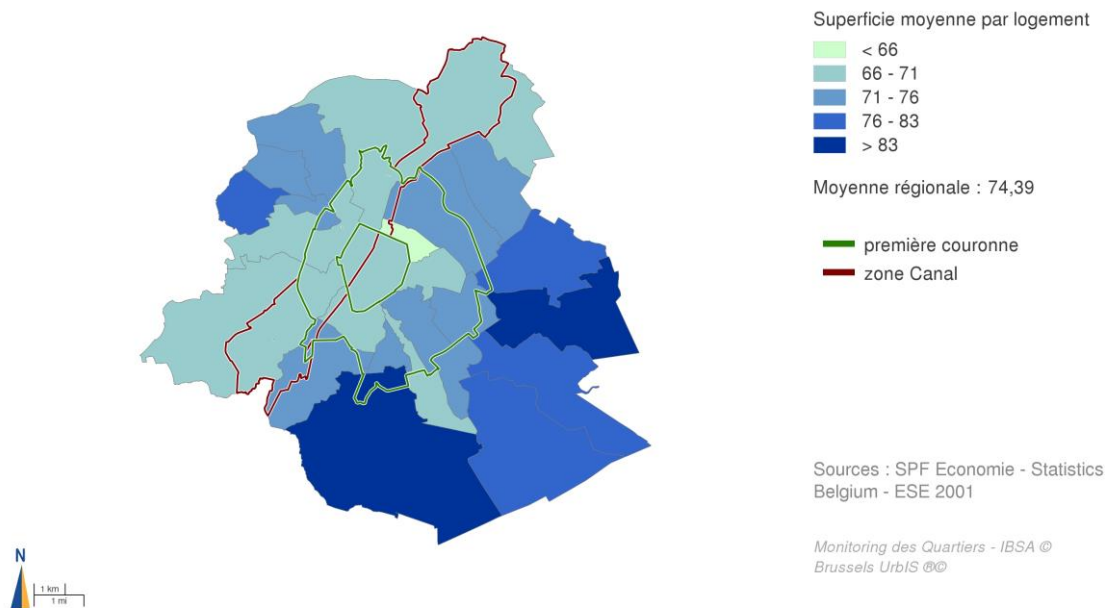 Superficie moyenne par logement
< 66
66 - 71
71 - 76
76 - 83
> 83
Moyenne régionale : 74,39
première couronne
zone Canal
Sources : SPF Economie - Statistics
Belgium - ESE 2001
Monitoring des Quartiers - IBSA ©
Brussels UrbIS ®©
N
1 km
1 mi